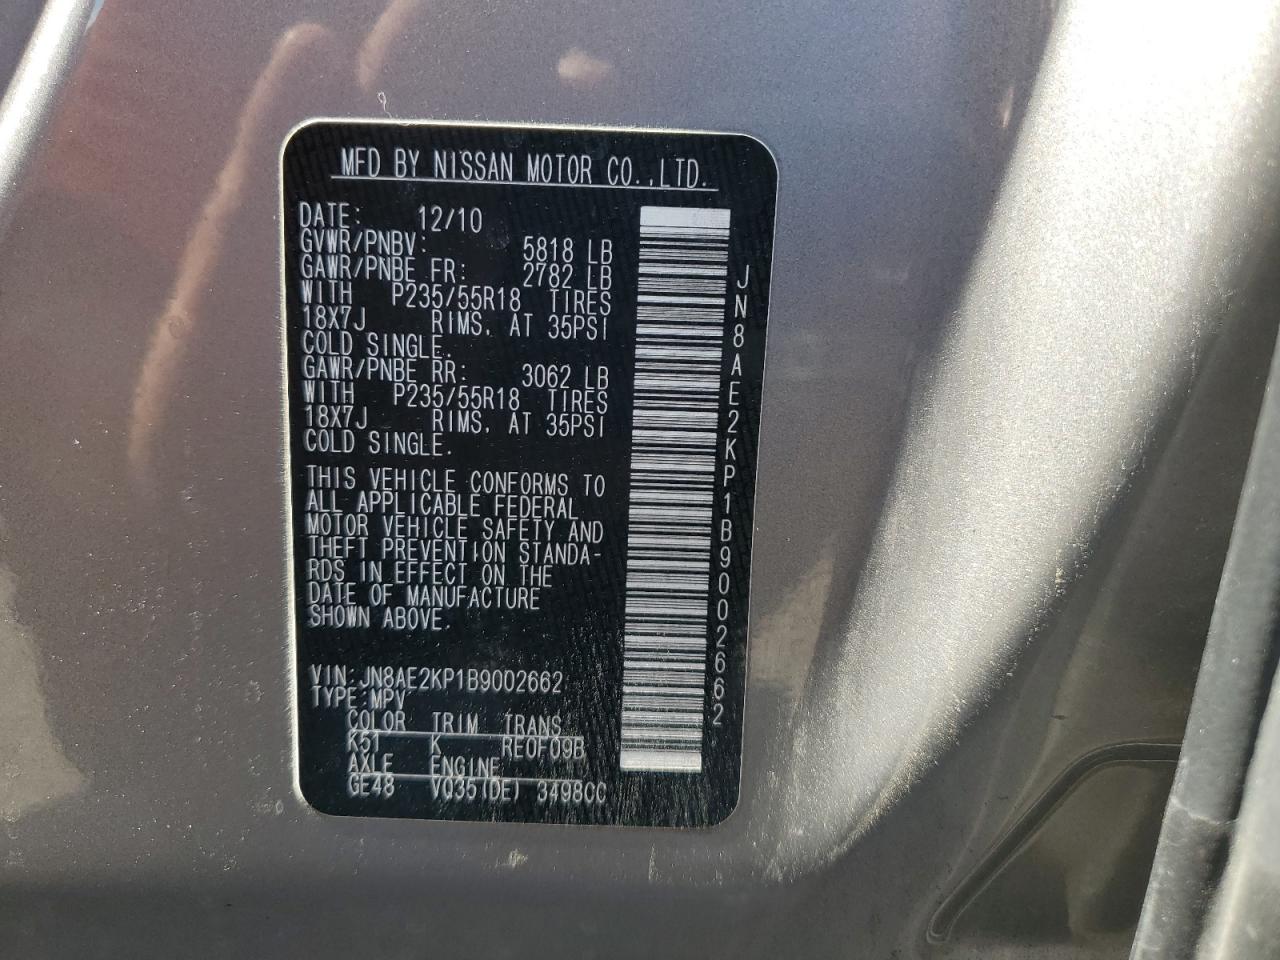 MFD BY NISSAN MOTOR CO.,LTD.
DATE: 12/10
GVWR/PNBV: 5818 LB
GAWR/PNBE FR: 2782 LB
WITH P235/55R18 TIRES
18X7J RIMS. AT 35PSI
COLD SINGLE.
GAWR/PNBE RR: 3062 LB
WITH P235/55R18 TIRES
18X7J RIMS. AT 35PSI
COLD SINGLE.
THIS VEHICLE CONFORMS TO
ALL APPLICABLE FEDERAL
MOTOR VEHICLE SAFETY AND
THEFT PREVENTION STANDA-
RDS IN EFFECT ON THE
DATE OF MANUFACTURE
SHOWN ABOVE.
VIN: JN8AE2KP1B9002662
TYPE:MPV
COLOR TRIM TRANS
K51 K RE0F09B
AXLE ENGINE
GE48 VQ35(DE) 3498CC
JN8AE2KP1B9002662